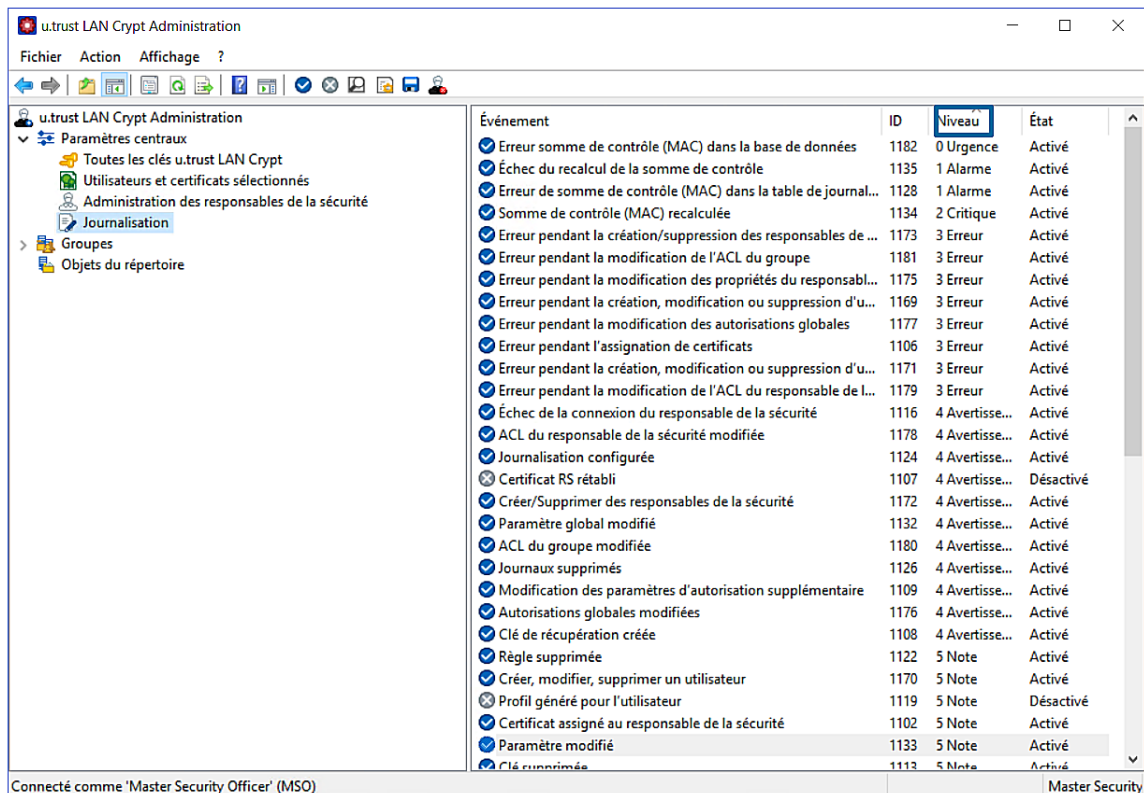 u.trust LAN Crypt Administration
Fichier Action Affichage ?
u.trust LAN Crypt Administration
Paramètres centraux
Toutes les clés u.trust LAN Crypt
Utilisateurs et certificats sélectionnés
Administration des responsables de la sécurité
Journalisation
Groupes
Objets du répertoire
Événement ID Niveau État
Erreur somme de contrôle (MAC) dans la base de données 1182 0 Urgence Activé
Échec du recalcul de la somme de contrôle 1135 1 Alarme Activé
Erreur de somme de contrôle (MAC) dans la table de journal... 1128 1 Alarme Activé
Somme de contrôle (MAC) recalculée 1134 2 Critique Activé
Erreur pendant la création/suppression des responsables de ... 1173 3 Erreur Activé
Erreur pendant la modification de l'ACL du groupe 1181 3 Erreur Activé
Erreur pendant la modification des propriétés du responsabl... 1175 3 Erreur Activé
Erreur pendant la création, modification ou suppression d'u... 1169 3 Erreur Activé
Erreur pendant la modification des autorisations globales 1177 3 Erreur Activé
Erreur pendant l'assignation de certificats 1106 3 Erreur Activé
Erreur pendant la création, modification ou suppression d'u... 1171 3 Erreur Activé
Erreur pendant la modification de l'ACL du responsable de l... 1179 3 Erreur Activé
Échec de la connexion du responsable de la sécurité 1116 4 Avertisse... Activé
ACL du responsable de la sécurité modifiée 1178 4 Avertisse... Activé
Journalisation configurée 1124 4 Avertisse... Activé
Certificat RS rétabli 1107 4 Avertisse... Désactivé
Créer/Supprimer des responsables de la sécurité 1172 4 Avertisse... Activé
Paramètre global modifié 1132 4 Avertisse... Activé
ACL du groupe modifiée 1180 4 Avertisse... Activé
Journaux supprimés 1126 4 Avertisse... Activé
Modification des paramètres d'autorisation supplémentaire 1109 4 Avertisse... Activé
Autorisations globales modifiées 1176 4 Avertisse... Activé
Clé de récupération créée 1108 4 Avertisse... Activé
Règle supprimée 1122 5 Note Activé
Créer, modifier, supprimer un utilisateur 1170 5 Note Activé
Profil généré pour l'utilisateur 1119 5 Note Désactivé
Certificat assigné au responsable de la sécurité 1102 5 Note Activé
Paramètre modifié 1133 5 Note Activé
Clé supprimée 1113 5 Note Activé
Connecté comme 'Master Security Officer' (MSO) Master Security